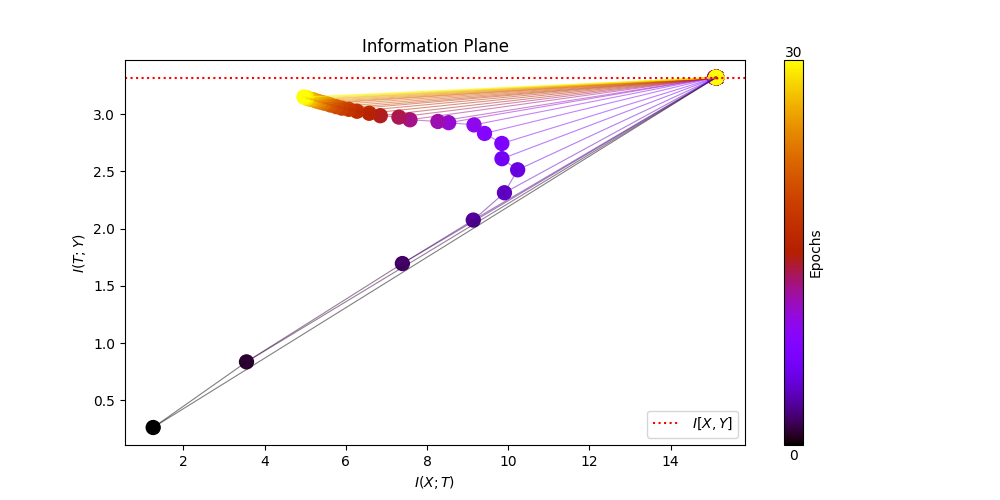 Information Plane
30
3.0
2.5
2.0
1.5
1.0
0.5
I(T; Y)
2 4 6 8 10 12 14
I(X; T)
I[X, Y]
Epochs
0